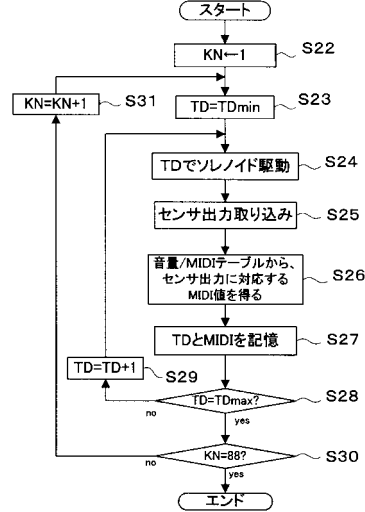 スタート
KN←1
S22
KN=KN+1
S31
TD=TDmin
S23
TDでソレノイド駆動
S24
センサ出力取り込み
S25
音量/MIDIテーブルから、
センサ出力に対応する
MIDI値を得る
S26
TDとMIDIを記憶
S27
TD=TD+1
S29
TD=TDmax?
S28
no
yes
KN=88?
S30
no
yes
エンド